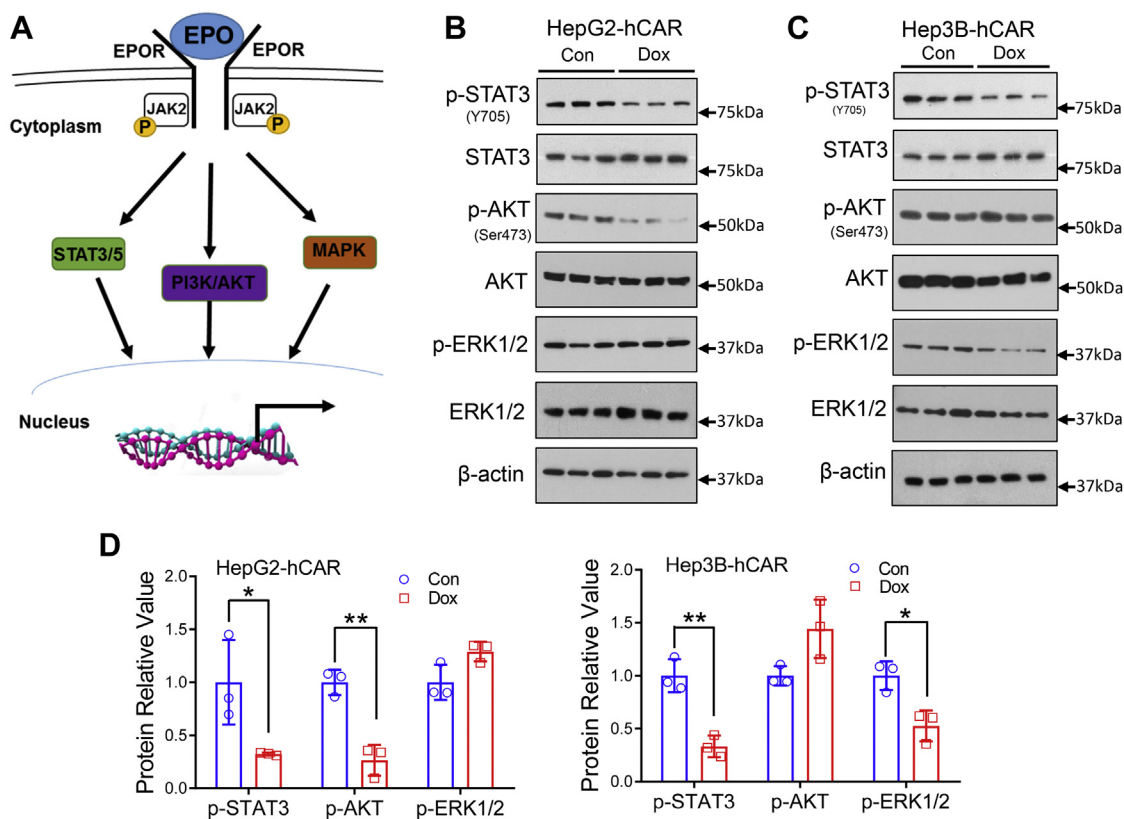 A
EPO
EPOR
EPOR
JAK2
JAK2
P
P
Cytoplasm
STAT3/5
PI3K/AKT
MAPK
Nucleus
B
HepG2-hCAR
Con
Dox
p-STAT3
(Y705)
75kDa
STAT3
75kDa
p-AKT
(Ser473)
50kDa
AKT
50kDa
p-ERK1/2
37kDa
ERK1/2
37kDa
β-actin
37kDa
C
Hep3B-hCAR
Con
Dox
p-STAT3
(Y705)
75kDa
STAT3
75kDa
p-AKT
(Ser473)
50kDa
AKT
50kDa
p-ERK1/2
37kDa
ERK1/2
37kDa
β-actin
37kDa
D
HepG2-hCAR
Con
Dox
Protein Relative Value
2.0
1.5
1.0
0.5
0.0
*
**
p-STAT3
p-AKT
p-ERK1/2
Hep3B-hCAR
Con
Dox
Protein Relative Value
2.0
1.5
1.0
0.5
0.0
**
*
p-STAT3
p-AKT
p-ERK1/2